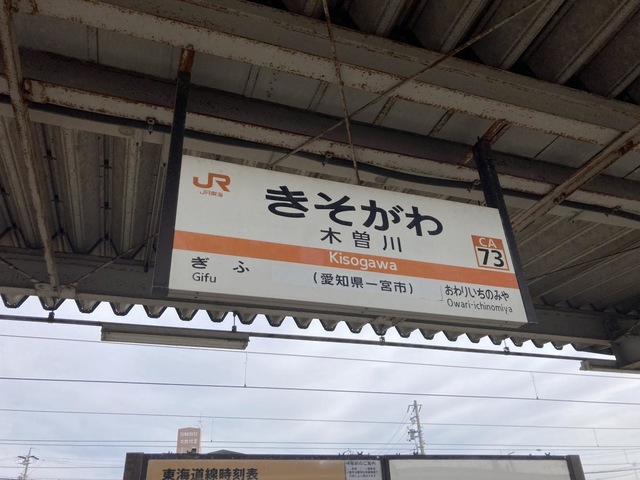 JR
JR東海
きそがわ
木曽川
CA
73
Kisogawa
ぎふ
Gifu
(愛知県一宮市)
おわりいちのみや
Owari-ichinomiya
東海道線時刻表